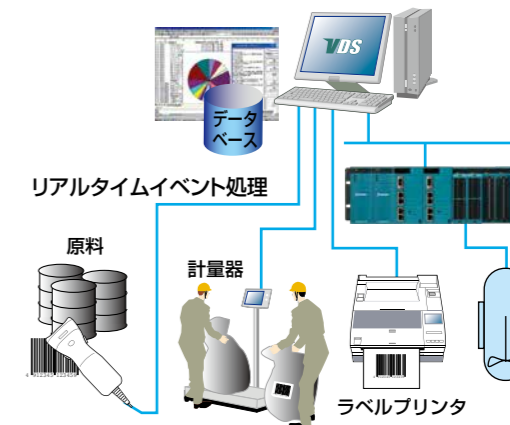 VDS
データ
ベース
リアルタイムイベント処理
原料
計量器
ラベルプリンタ